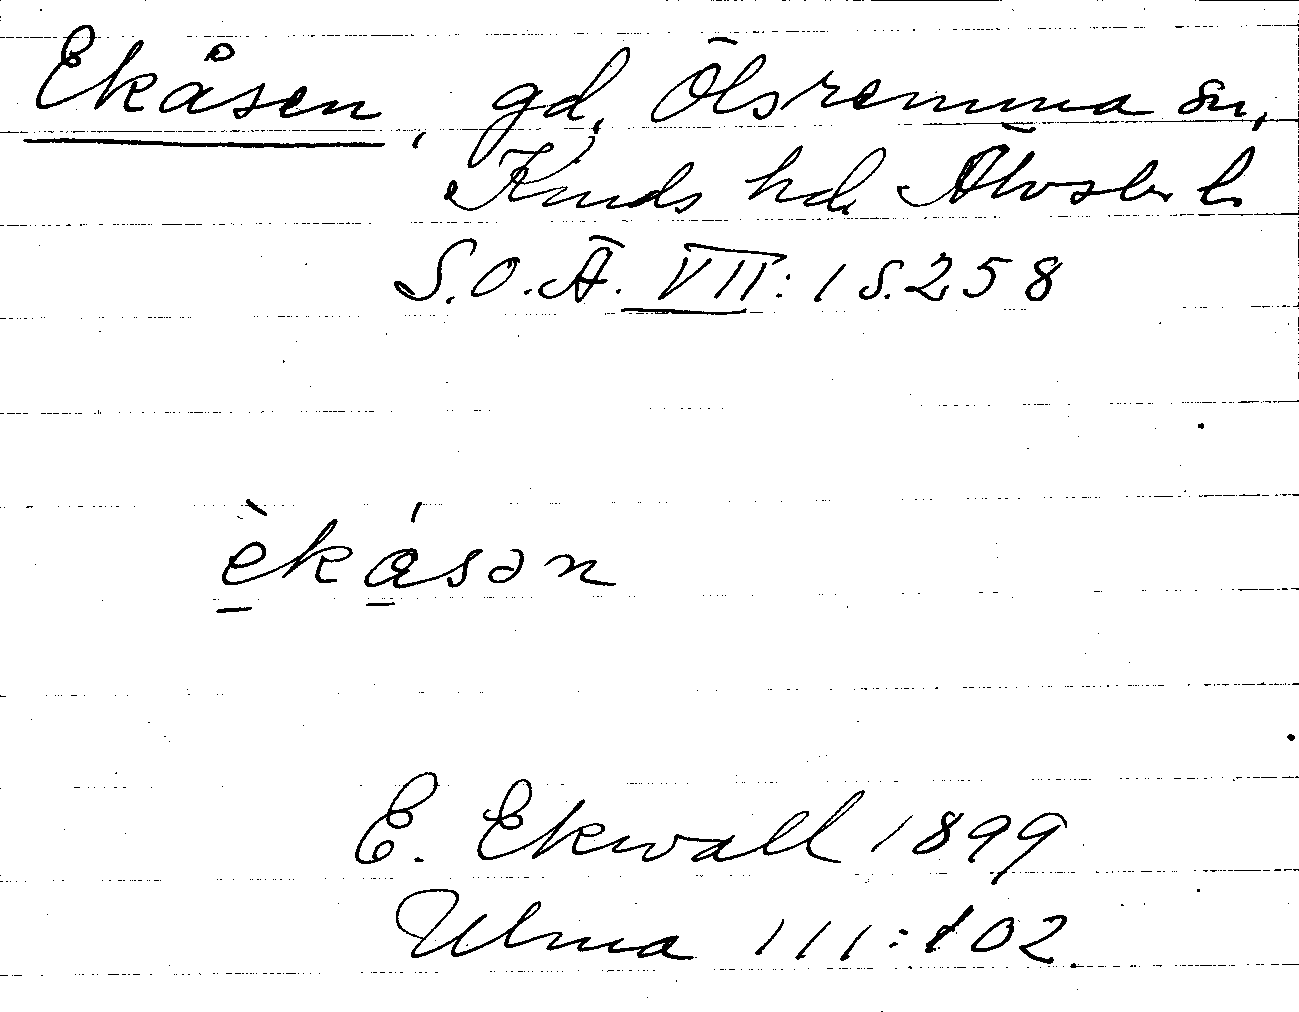 Ekåsen, gd, Ölsremma sn,
Kinds hd. Älvsb. l.
S.O.Ä. VII:1 s. 258
èkásən
E. Ekwall 1899
Ulma 111:102.